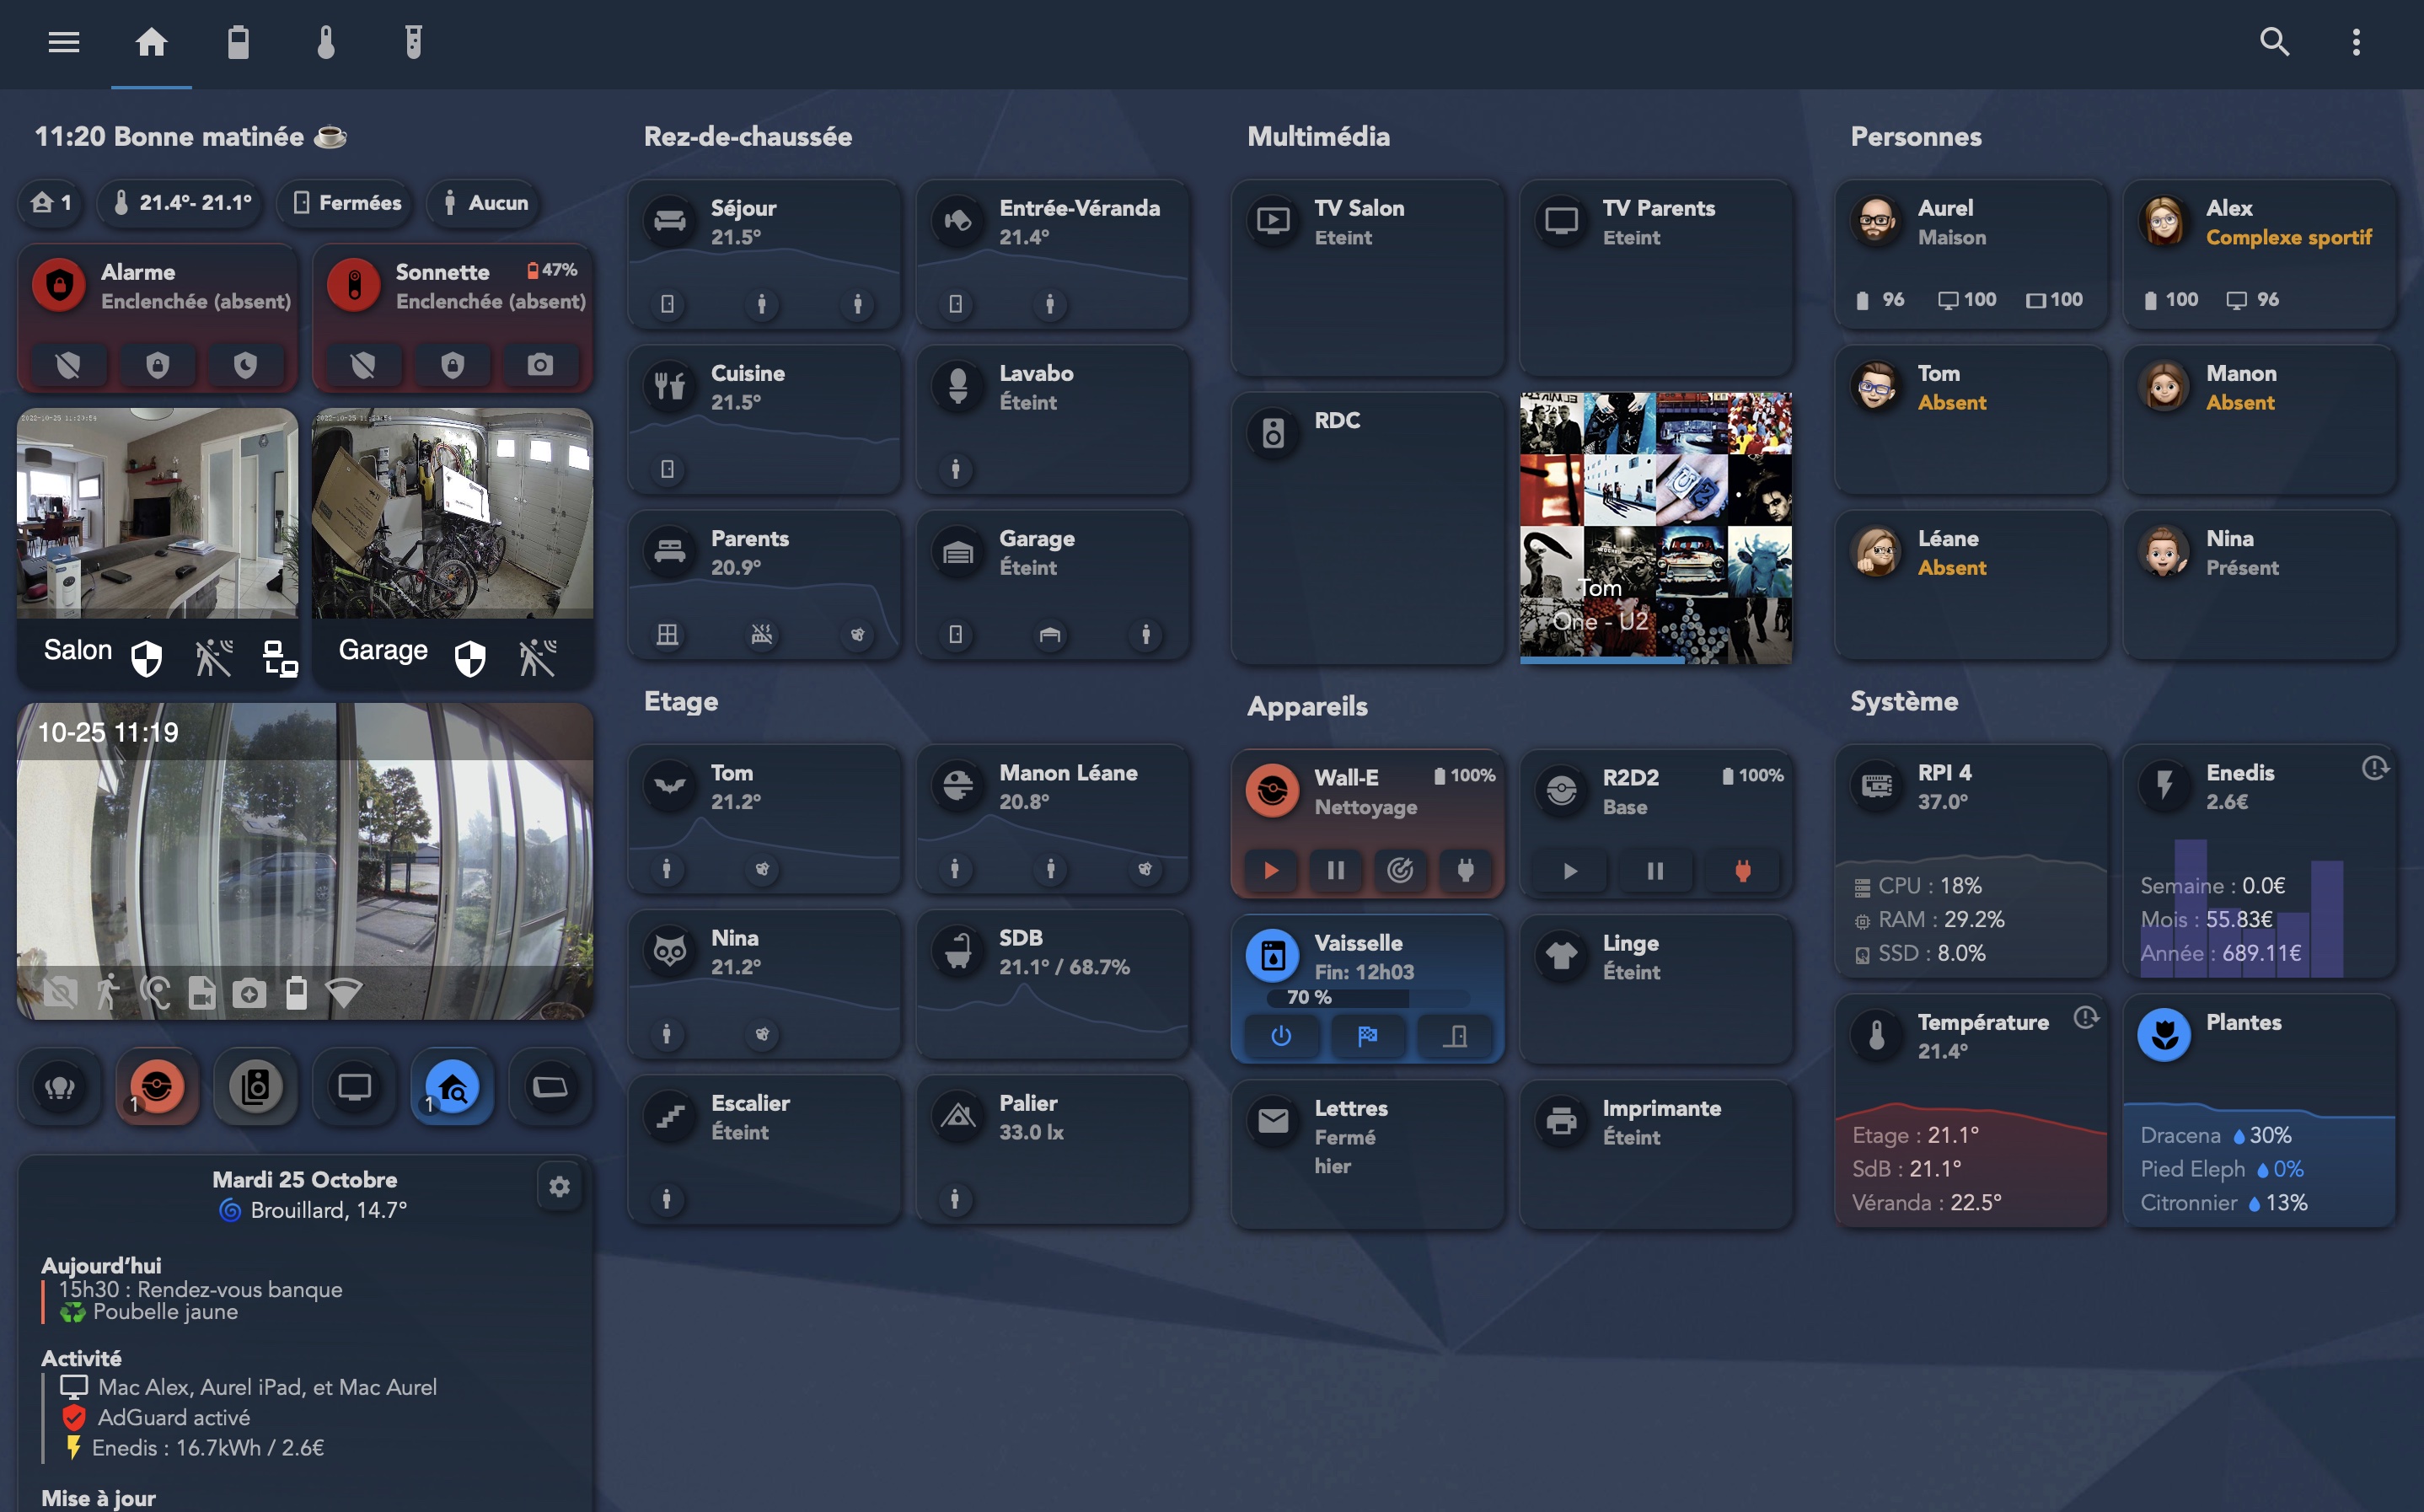 11:20 Bonne matinée ☕
1
21.4°- 21.1°
Fermées
Aucun
Alarme
Enclenchée (absent)
Sonnette
47%
Enclenchée (absent)
2022-10-25 11:20:54
Salon
Garage
10-25 11:19
1
1
Mardi 25 Octobre
Brouillard, 14.7°
Aujourd’hui
15h30 : Rendez-vous banque
Poubelle jaune
Activité
Mac Alex, Aurel iPad, et Mac Aurel
AdGuard activé
Enedis : 16.7kWh / 2.6€
Mise à jour
Rez-de-chaussée
Séjour
21.5°
Entrée-Véranda
21.4°
Cuisine
21.5°
Lavabo
Éteint
Parents
20.9°
Garage
Éteint
Etage
Tom
21.2°
Manon Léane
20.8°
Nina
21.2°
SDB
21.1° / 68.7%
Escalier
Éteint
Palier
33.0 lx
Multimédia
TV Salon
Eteint
TV Parents
Eteint
RDC
Tom
One - U2
Appareils
Wall-E
100%
Nettoyage
R2D2
100%
Base
Vaisselle
Fin: 12h03
70 %
Linge
Éteint
Lettres
Fermé
hier
Imprimante
Éteint
Personnes
Aurel
Maison
96
100
100
Alex
Complexe sportif
100
96
Tom
Absent
Manon
Absent
Léane
Absent
Nina
Présent
Système
RPI 4
37.0°
CPU : 18%
RAM : 29.2%
SSD : 8.0%
Enedis
2.6€
Semaine : 0.0€
Mois : 55.83€
Année : 689.11€
Température
21.4°
Etage : 21.1°
SdB : 21.1°
Véranda : 22.5°
Plantes
Dracena 30%
Pied Eleph 0%
Citronnier 13%